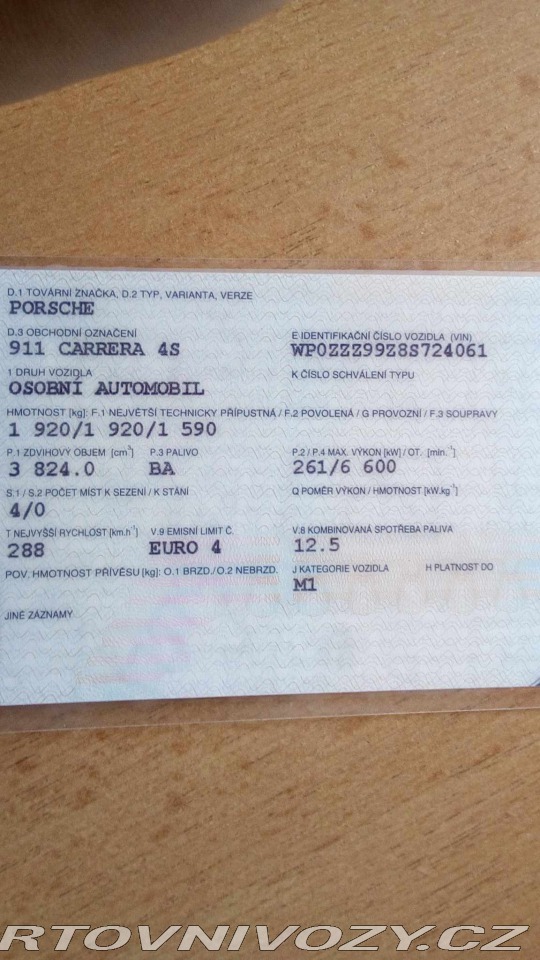 D.1 TOVÁRNÍ ZNAČKA, D.2 TYP, VARIANTA, VERZE
PORSCHE
D.3 OBCHODNÍ OZNAČENÍ
911 CARRERA 4S
E IDENTIFIKAČNÍ ČÍSLO VOZIDLA (VIN)
WP0ZZZ99Z8S724061
1 DRUH VOZIDLA
OSOBNÍ AUTOMOBIL
K ČÍSLO SCHVÁLENÍ TYPU
HMOTNOST [kg]: F.1 NEJVĚTŠÍ TECHNICKY PŘÍPUSTNÁ / F.2 POVOLENÁ / G PROVOZNÍ / F.3 SOUPRAVY
1 920/1 920/1 590
P.1 ZDVIHOVÝ OBJEM [cm³] P.3 PALIVO P.2 / P.4 MAX. VÝKON [kW] / OT. [min.⁻¹]
3 824.0 BA 261/6 600
S.1 / S.2 POČET MÍST K SEZENÍ / K STÁNÍ Q POMĚR VÝKON / HMOTNOST [kW.kg⁻¹]
4/0
T NEJVYŠŠÍ RYCHLOST [km.h⁻¹] V.9 EMISNÍ LIMIT Č. V.8 KOMBINOVANÁ SPOTŘEBA PALIVA
288 EURO 4 12.5
POV. HMOTNOST PŘÍVĚSU [kg]: O.1 BRZD./O.2 NEBRZD. J KATEGORIE VOZIDLA H PLATNOST DO
M1
JINÉ ZÁZNAMY
RTOVNIVOZY.CZ